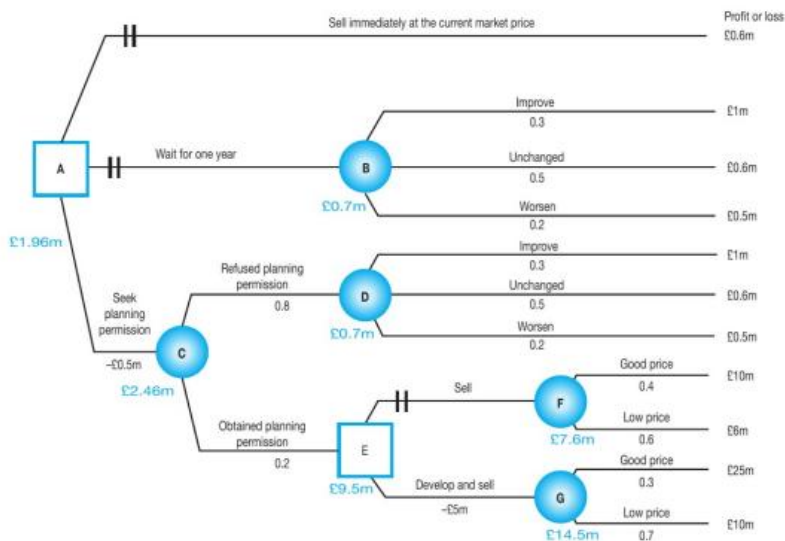 Profit or loss
Sell immediately at the current market price
£0.6m
Improve
0.3
£1m
A
Wait for one year
B
Unchanged
0.5
£0.6m
£0.7m
Worsen
0.2
£0.5m
£1.96m
Improve
0.3
£1m
Seek
planning
permission
–£0.5m
Refused planning
permission
0.8
D
Unchanged
0.5
£0.6m
£0.7m
Worsen
0.2
£0.5m
C
£2.46m
Good price
0.4
£10m
Sell
F
Low price
0.6
£6m
£7.6m
Obtained planning
permission
0.2
E
£9.5m
Good price
0.3
£25m
Develop and sell
–£5m
G
Low price
0.7
£10m
£14.5m